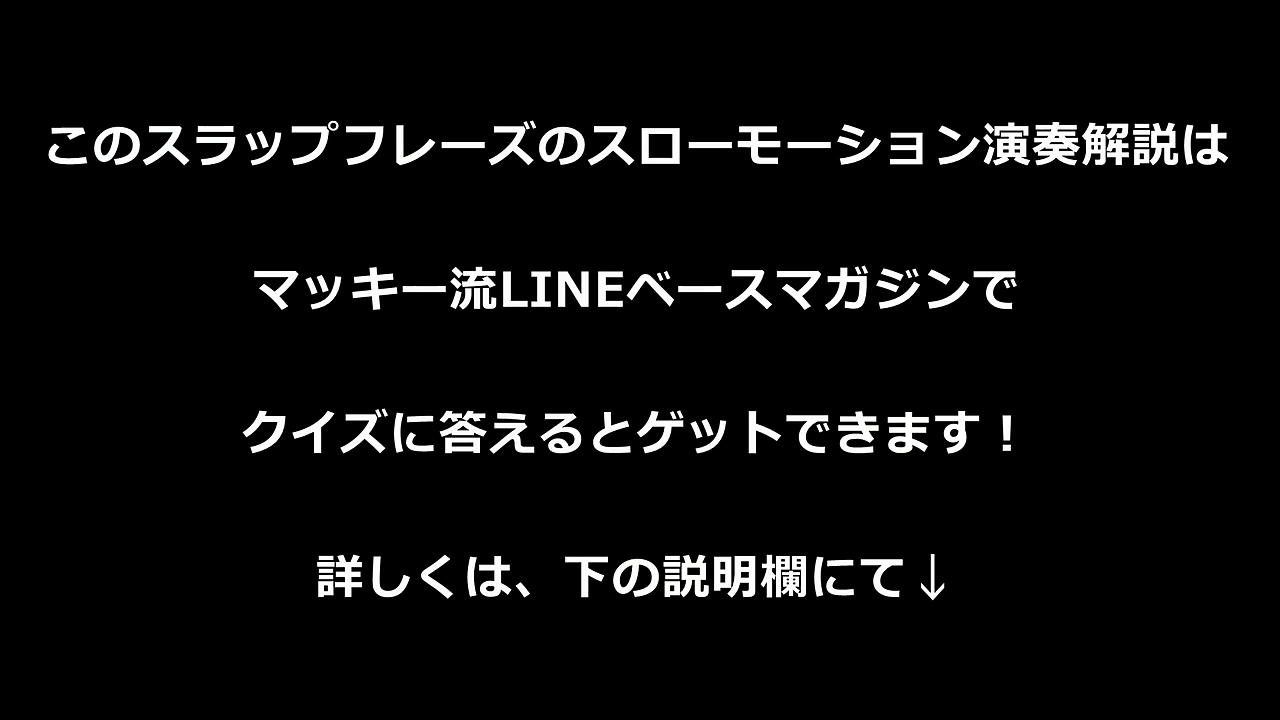 このスラップフレーズのスローモーション演奏解説は
マッキー流LINEベースマガジンで
クイズに答えるとゲットできます！
詳しくは、下の説明欄にて↓